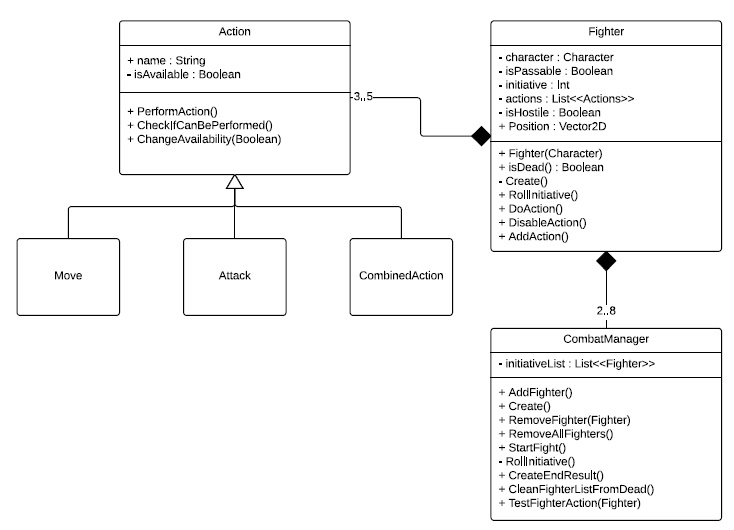 Action
+ name : String
- isAvailable : Boolean
+ PerformAction()
+ CheckIfCanBePerformed()
+ ChangeAvailability(Boolean)
3..5
Fighter
- character : Character
- isPassable : Boolean
- initiative : Int
- actions : List<<Actions>>
- isHostile : Boolean
+ Position : Vector2D
+ Fighter(Character)
+ isDead() : Boolean
- Create()
+ RollInitiative()
+ DoAction()
+ DisableAction()
+ AddAction()
Move
Attack
CombinedAction
2..8
CombatManager
- initiativeList : List<<Fighter>>
+ AddFighter()
+ Create()
+ RemoveFighter(Fighter)
+ RemoveAllFighters()
+ StartFight()
- RollInitiative()
+ CreateEndResult()
+ CleanFighterListFromDead()
+ TestFighterAction(Fighter)